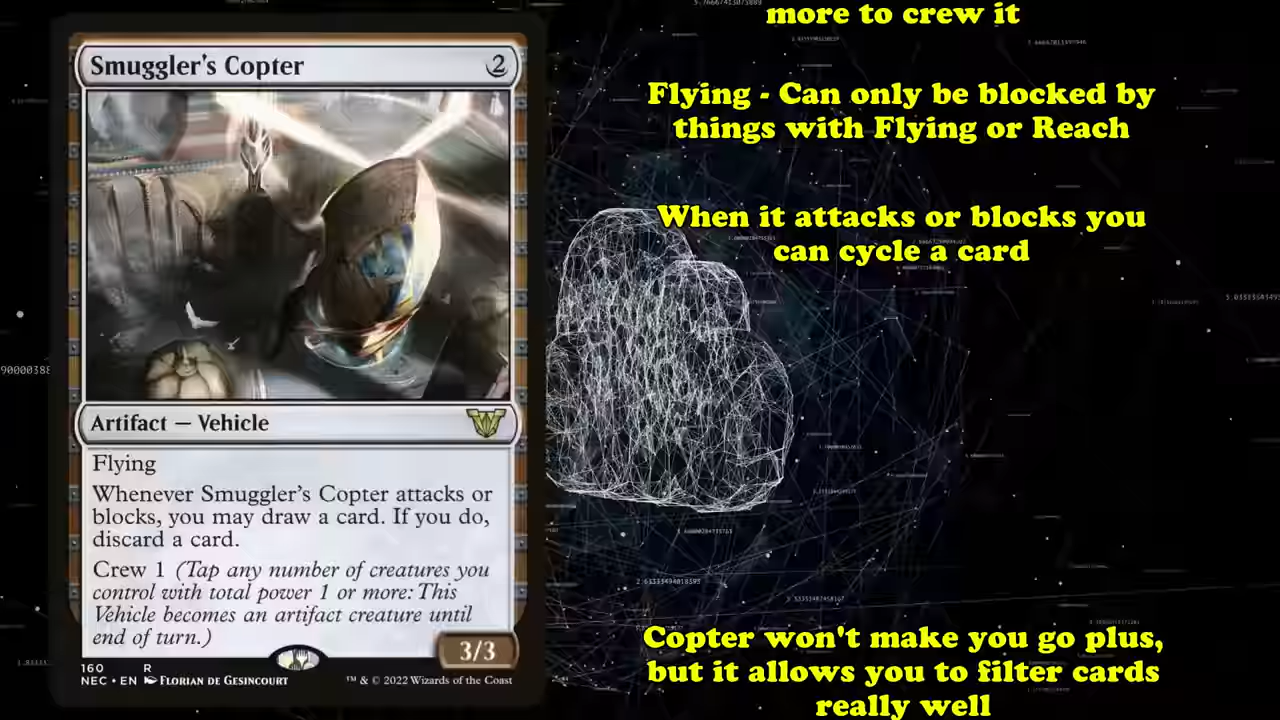 Smuggler's Copter 2
Artifact — Vehicle
Flying
Whenever Smuggler's Copter attacks or
blocks, you may draw a card. If you do,
discard a card.
Crew 1 (Tap any number of creatures you
control with total power 1 or more: This
Vehicle becomes an artifact creature until
end of turn.)
3/3
160 R
NEC • EN FLORIAN DE GESINCOURT
™ & © 2022 Wizards of the Coast
more to crew it
Flying - Can only be blocked by
things with Flying or Reach
When it attacks or blocks you
can cycle a card
Copter won't make you go plus,
but it allows you to filter cards
really well